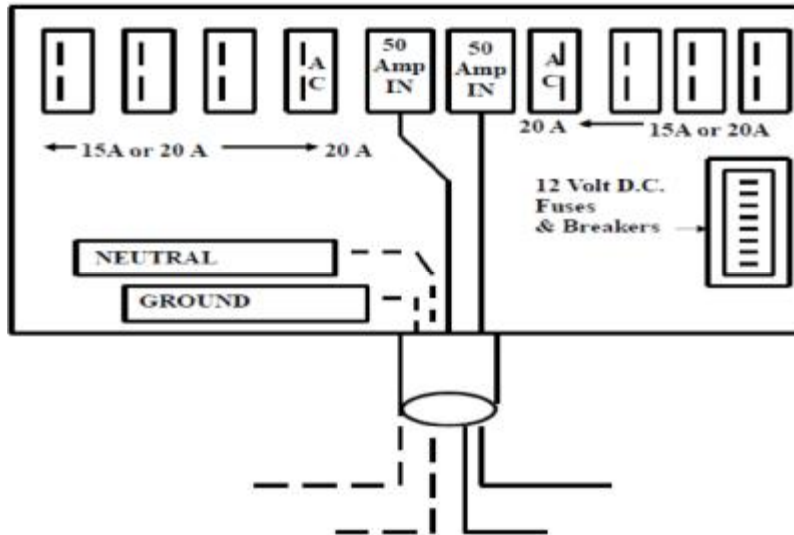 A
C
50
Amp
IN
50
Amp
IN
A
C
15A or 20 A
20 A
20 A
15A or 20A
12 Volt D.C.
Fuses
& Breakers
NEUTRAL
GROUND